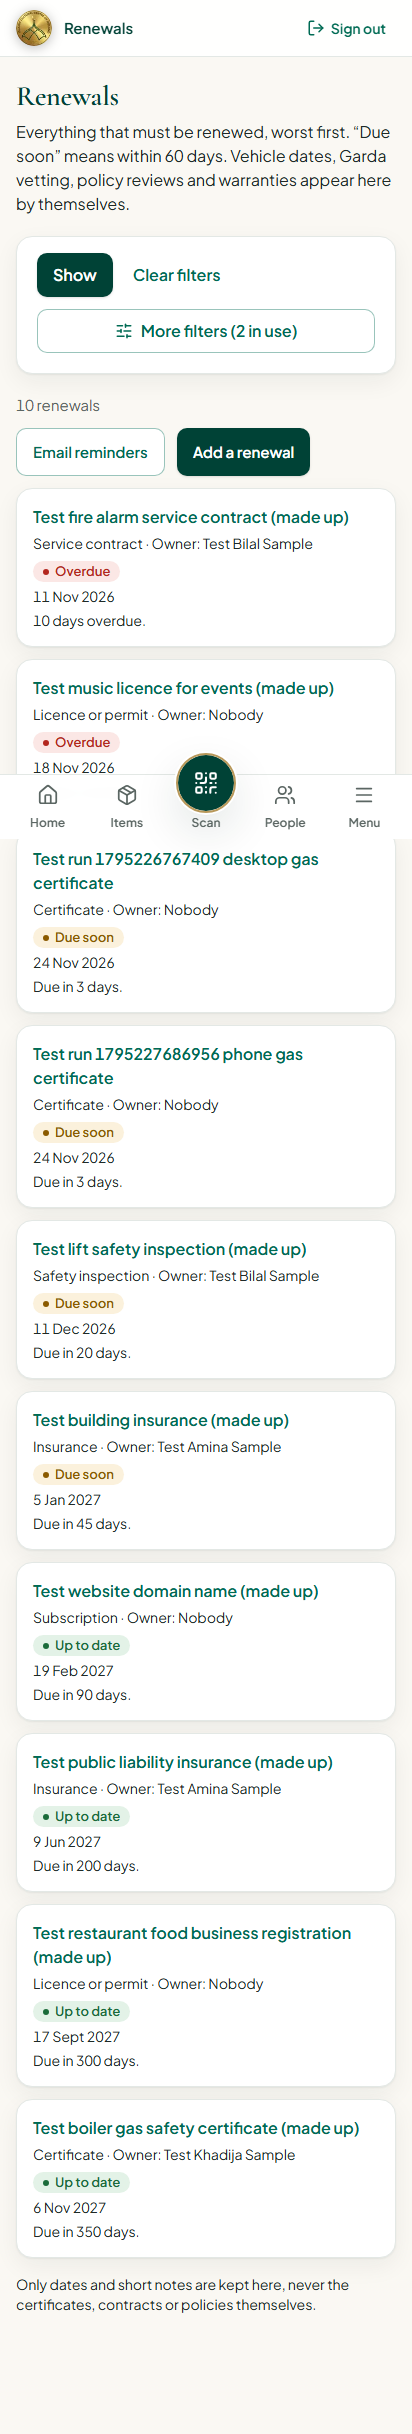 Renewals
Sign out
Renewals
Everything that must be renewed, worst first. “Due
soon” means within 60 days. Vehicle dates, Garda
vetting, policy reviews and warranties appear here
by themselves.
Show
Clear filters
More filters (2 in use)
10 renewals
Email reminders
Add a renewal
Test fire alarm service contract (made up)
Service contract · Owner: Test Bilal Sample
Overdue
11 Nov 2026
10 days overdue.
Test music licence for events (made up)
Licence or permit · Owner: Nobody
Overdue
18 Nov 2026
Home
Items
Scan
People
Menu
Test run 1795226767409 desktop gas
certificate
Certificate · Owner: Nobody
Due soon
24 Nov 2026
Due in 3 days.
Test run 1795227686956 phone gas
certificate
Certificate · Owner: Nobody
Due soon
24 Nov 2026
Due in 3 days.
Test lift safety inspection (made up)
Safety inspection · Owner: Test Bilal Sample
Due soon
11 Dec 2026
Due in 20 days.
Test building insurance (made up)
Insurance · Owner: Test Amina Sample
Due soon
5 Jan 2027
Due in 45 days.
Test website domain name (made up)
Subscription · Owner: Nobody
Up to date
19 Feb 2027
Due in 90 days.
Test public liability insurance (made up)
Insurance · Owner: Test Amina Sample
Up to date
9 Jun 2027
Due in 200 days.
Test restaurant food business registration
(made up)
Licence or permit · Owner: Nobody
Up to date
17 Sept 2027
Due in 300 days.
Test boiler gas safety certificate (made up)
Certificate · Owner: Test Khadija Sample
Up to date
6 Nov 2027
Due in 350 days.
Only dates and short notes are kept here, never the
certificates, contracts or policies themselves.